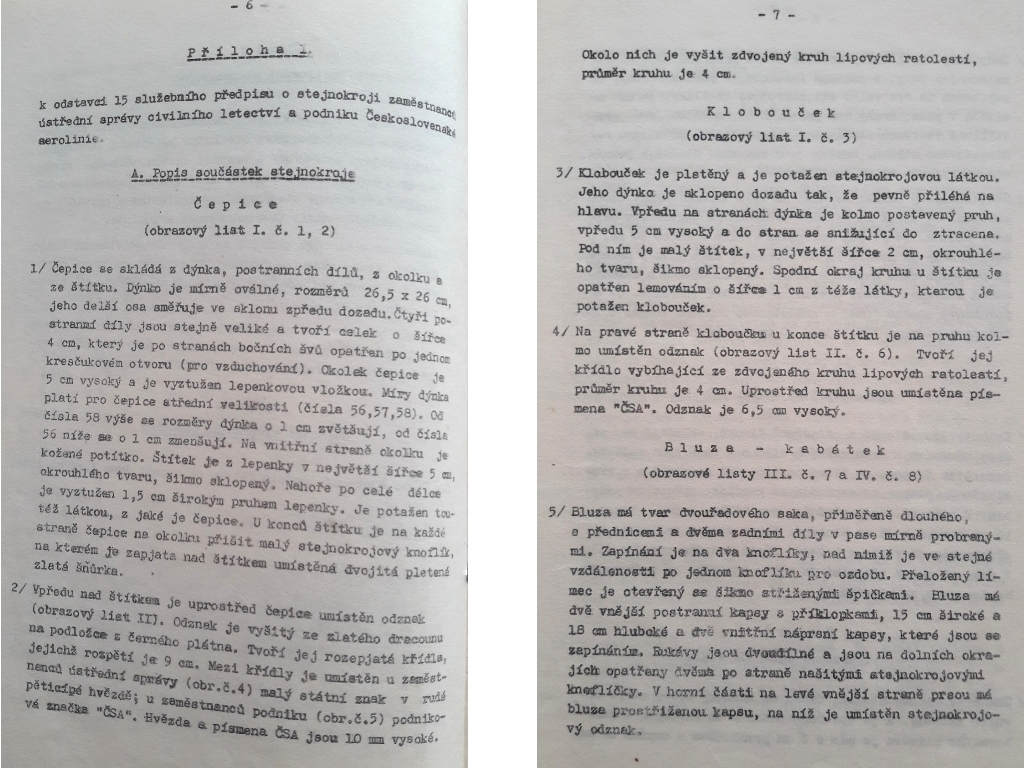 - 6 -
P ř í l o h a 1.
k odstavci 15 služebního předpisu o stejnokroji zaměstnanců
ústřední správy civilního letectví a podniku Československé
aerolinie.
A. Popis součástek stejnokroje
Č e p i c e
(obrazový list I. č. 1, 2)
1/ Čepice se skládá z dýnka, postranních dílů, z okolku a
ze štítku. Dýnko je mírně oválné, rozměrů 26,5 x 26 cm,
jeho delší osa směřuje ve sklonu zpředu dozadu. Čtyři po-
stranní díly jsou stejně veliké a tvoří celek o šířce
4 cm, který je po stranách bočních švů opatřen po jednom
kresčukovém otvoru (pro vzduchování). Okolek čepice je
5 cm vysoký a je vyztužen lepenkovou vložkou. Míry dýnka
platí pro čepice střední velikosti (čísla 56,57,58). Od
čísla 58 výše se rozměry dýnka o 1 cm zvětšují, od čísla
56 níže se o 1 cm zmenšují. Na vnitřní straně okolku je
kožené potítko. Štítek je z lepenky v největší šířce 5 cm,
okrouhlého tvaru, šikmo sklopený. Nahoře po celé délce
je vyztužen 1,5 cm širokým pruhem lepenky. Je potažen tou-
též látkou, z jaké je čepice. U konců štítku je na každé
straně čepice na okolku přišit malý stejnokrojový knoflík,
na kterém je zapjata nad štítkem umístěná dvojitá pletená
zlatá šňůrka.
2/ Vpředu nad štítkem je uprostřed čepice umístěn odznak
(obrazový list II). Odznak je vyšitý ze zlatého dracounu
na podložce z černého plátna. Tvoří jej rozepjatá křídla,
jejichž rozpětí je 9 cm. Mezi křídly je umístěn u zaměst-
nanců ústřední správy (obr.č.4) malý státní znak v rudé
pěticípé hvězdě; u zaměstnanců podniku (obr.č.5) podniko-
vá značka "ČSA". Hvězda a písmena ČSA jsou 10 mm vysoké.
- 7 -
Okolo nich je vyšit zdvojený kruh lipových ratolestí,
průměr kruhu je 4 cm.
K l o b o u č e k
(obrazový list I. č. 3)
3/ Klobouček je plstěný a je potažen stejnokrojovou látkou.
Jeho dýnko je sklopeno dozadu tak, že pevně přiléhá na
hlavu. Vpředu na stranách dýnka je kolmo postavený pruh,
vpředu 5 cm vysoký a do stran se snižující do ztracena.
Pod ním je malý štítek, v největší šířce 2 cm, okrouhlé-
ho tvaru, šikmo sklopený. Spodní okraj kruhu u štítku je
opatřen lemováním o šířce 1 cm z téže látky, kterou je
potažen klobouček.
4/ Na pravé straně kloboučku u konce štítku je na pruhu kol-
mo umístěn odznak (obrazový list II. č. 6). Tvoří jej
křídlo vybíhající ze zdvojeného kruhu lipových ratolestí,
průměr kruhu je 4 cm. Uprostřed kruhu jsou umístěna pís-
mena "ČSA". Odznak je 6,5 cm vysoký.
B l u z a - k a b á t e k
(obrazové listy III. č. 7 a IV. č. 8)
5/ Bluza má tvar dvouřadového saka, přiměřeně dlouhého,
s přednicemi a dvěma zadními díly v pase mírně probraný-
mi. Zapínání je na dva knoflíky, nad nimiž je ve stejné
vzdálenosti po jednom knoflíku pro ozdobu. Přeložený lí-
mec je otevřený se šikmo střiženými špičkami. Bluza má
dvě vnější postranní kapsy s příklopkami, 15 cm široké a
18 cm hluboké a dvě vnitřní náprsní kapsy, které jsou se
zapínáním. Rukávy jsou dvoudílné a jsou na dolních okra-
jích opatřeny dvěma po straně našitými stejnokrojovými
knoflíčky. V horní části na levé vnější straně prsou má
bluza prostřiženou kapsu, na níž je umístěn stejnokrojo-
vý odznak.